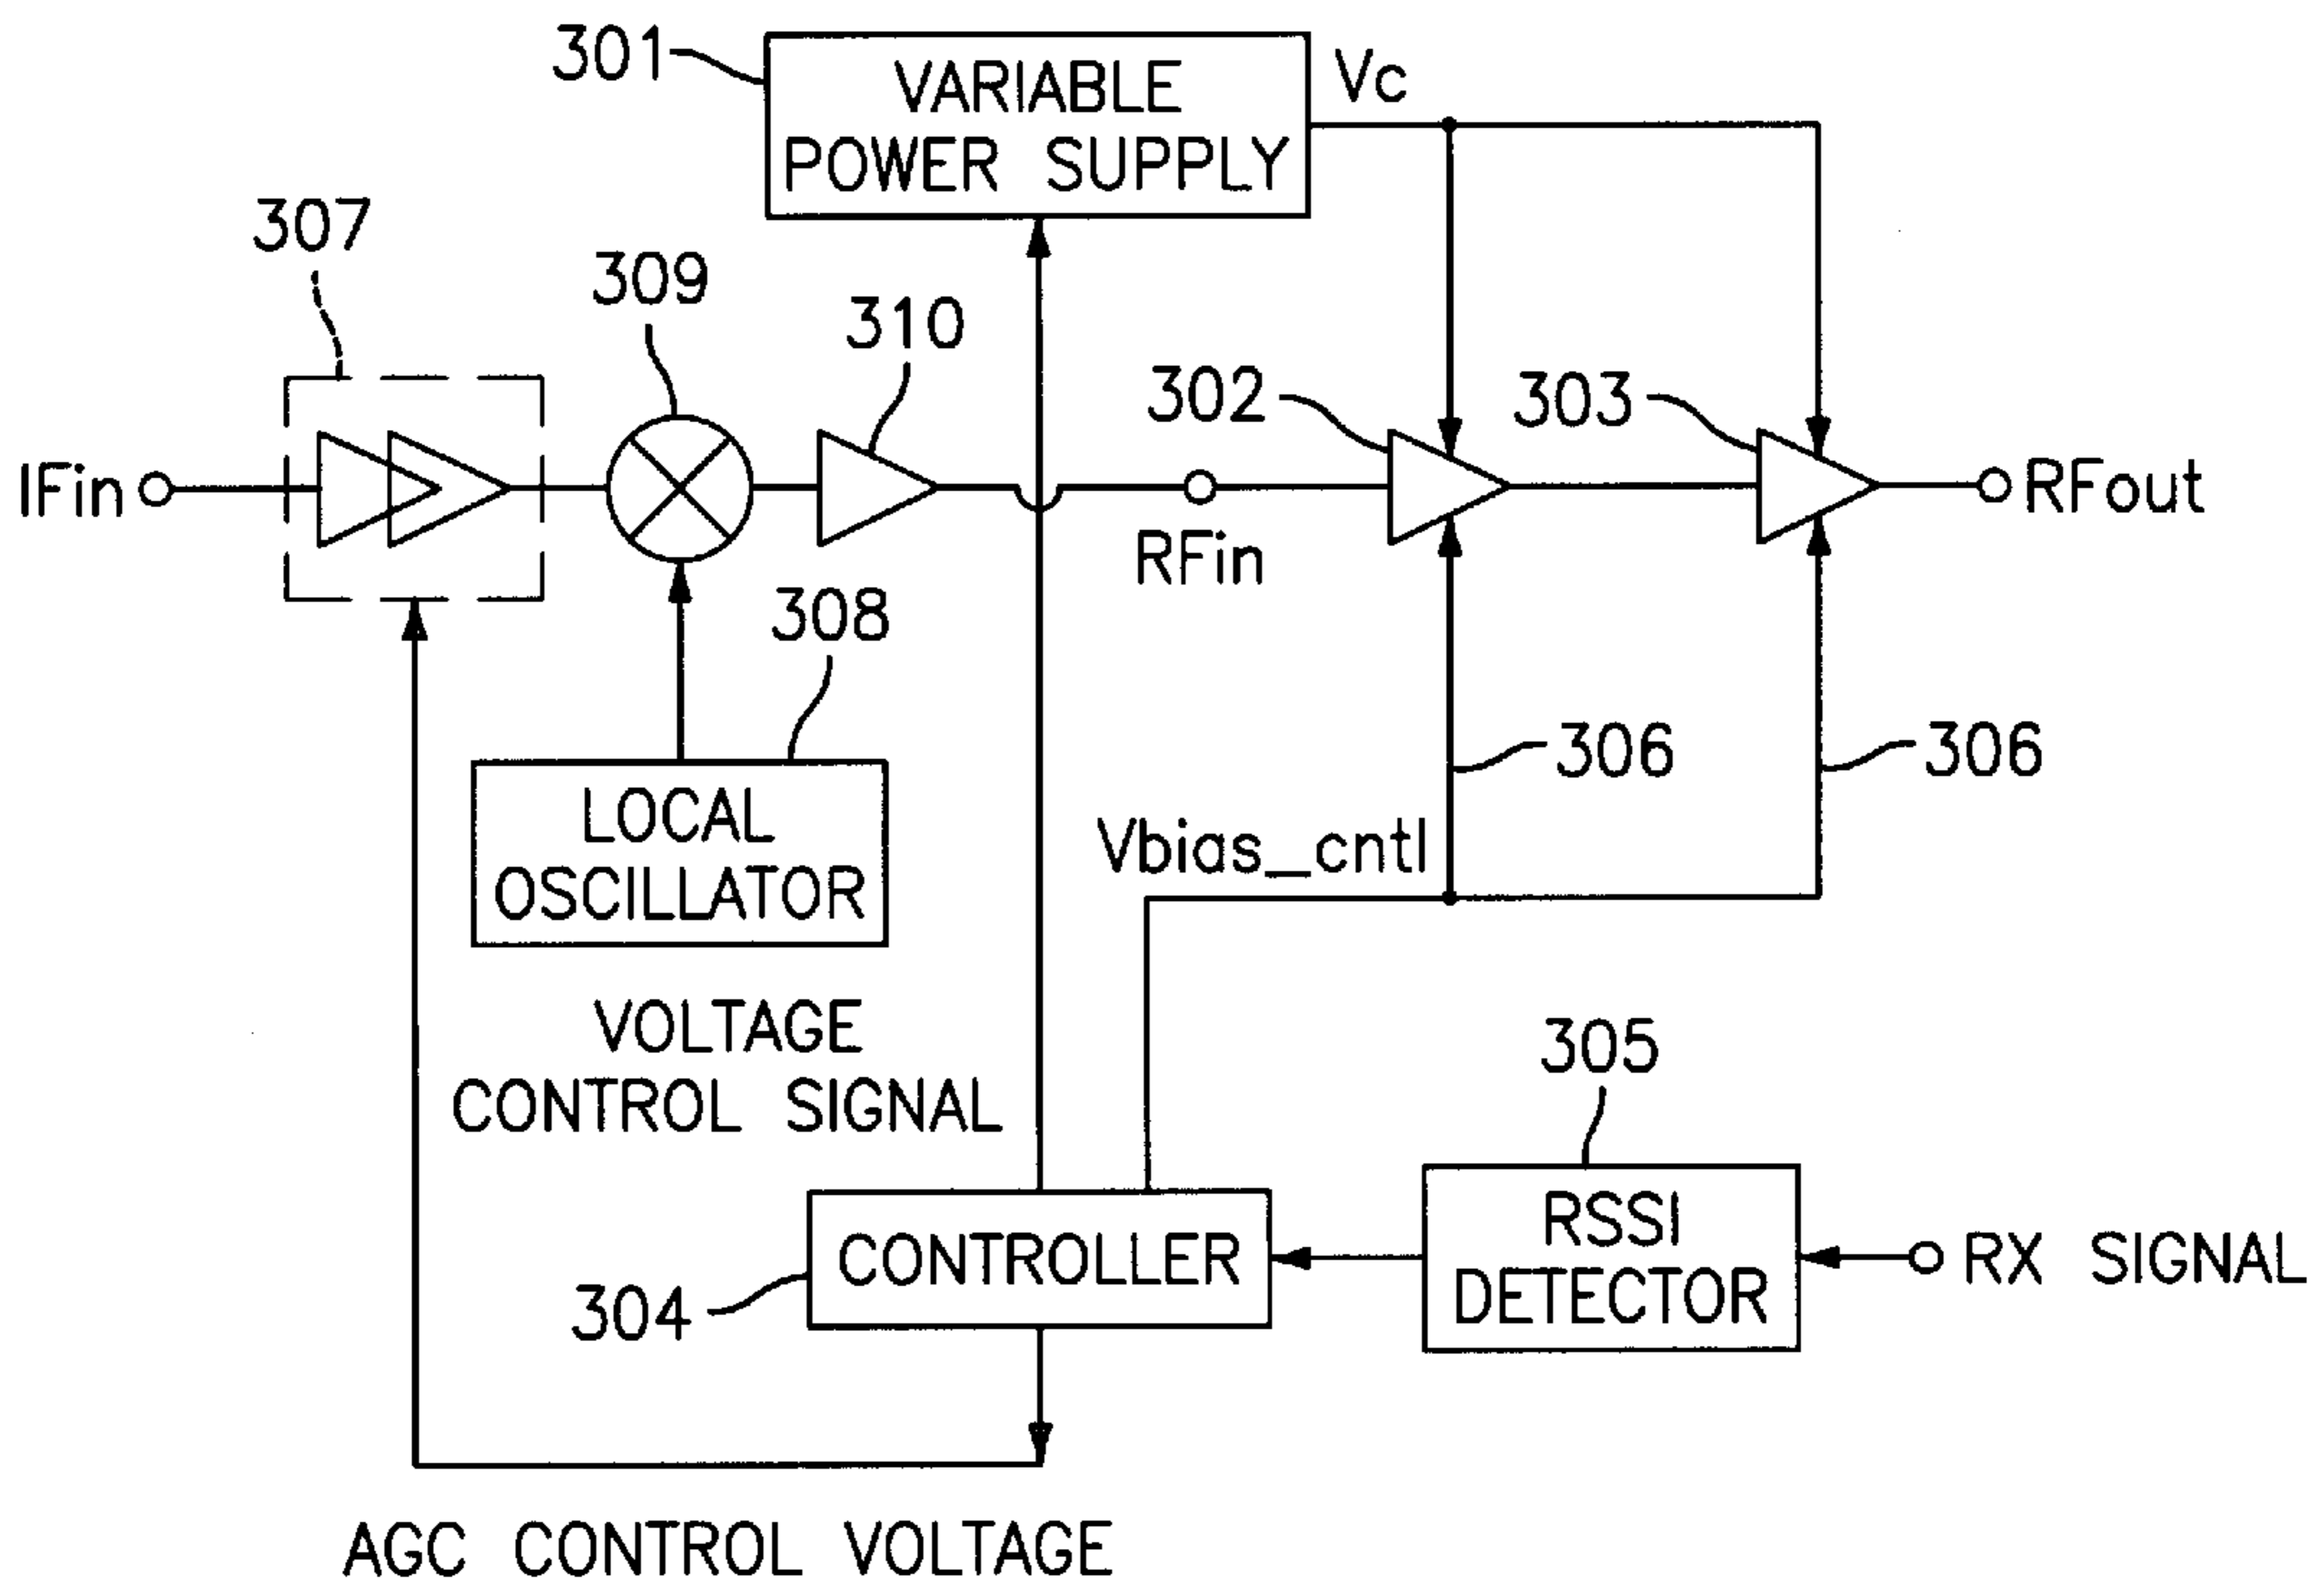 301
VARIABLE
POWER SUPPLY
Vc
307
309
310
302
303
IFin
RFin
RFout
308
LOCAL
OSCILLATOR
306
306
Vbias_cntl
VOLTAGE
CONTROL SIGNAL
305
RSSI
DETECTOR
RX SIGNAL
CONTROLLER
304
AGC CONTROL VOLTAGE